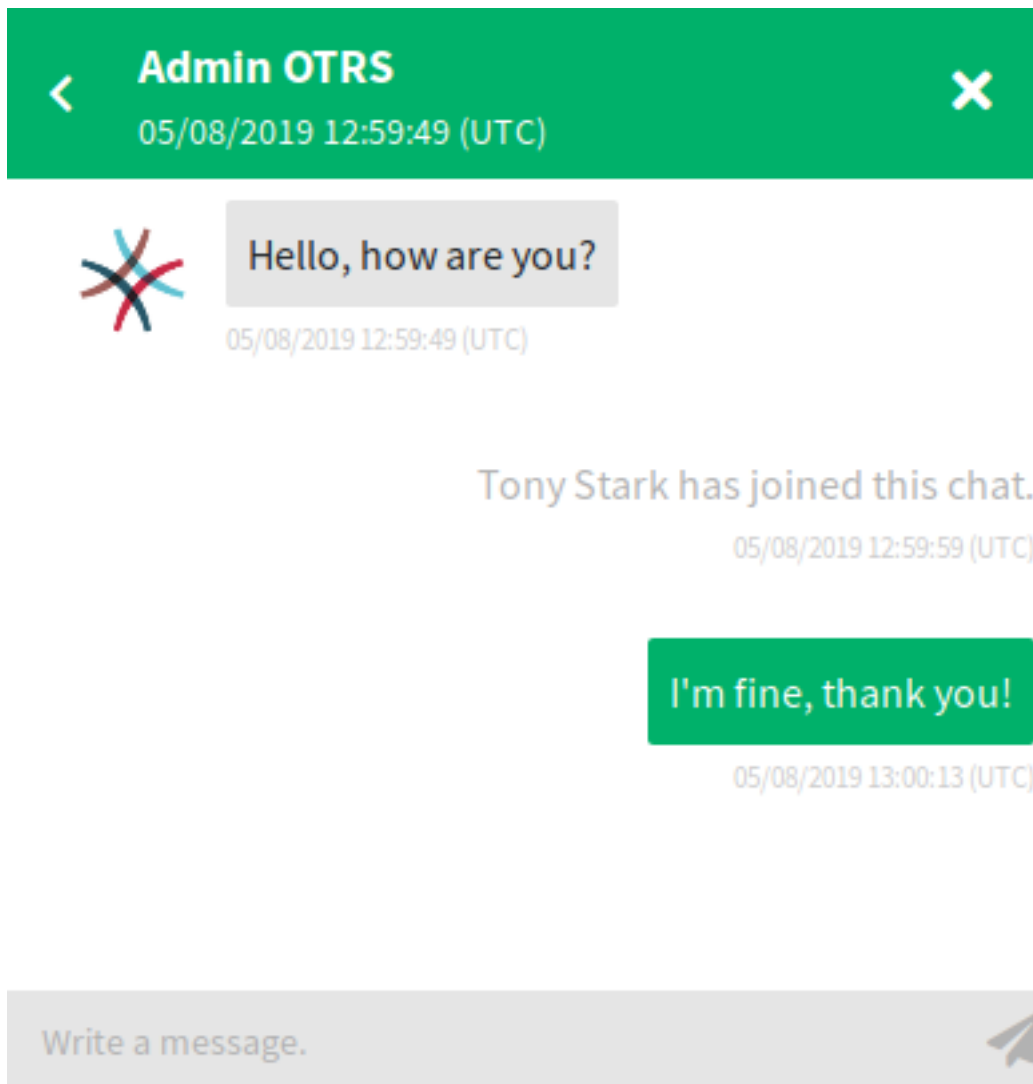 Admin OTRS
05/08/2019 12:59:49 (UTC)
Hello, how are you?
05/08/2019 12:59:49 (UTC)
Tony Stark has joined this chat.
05/08/2019 12:59:59 (UTC)
I'm fine, thank you!
05/08/2019 13:00:13 (UTC)
Write a message.